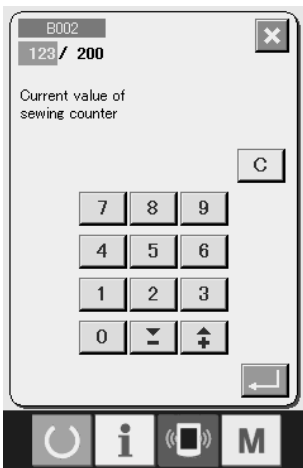 B002
123/ 200
Current value of
sewing counter
C
7 8 9
4 5 6
1 2 3
0
i M